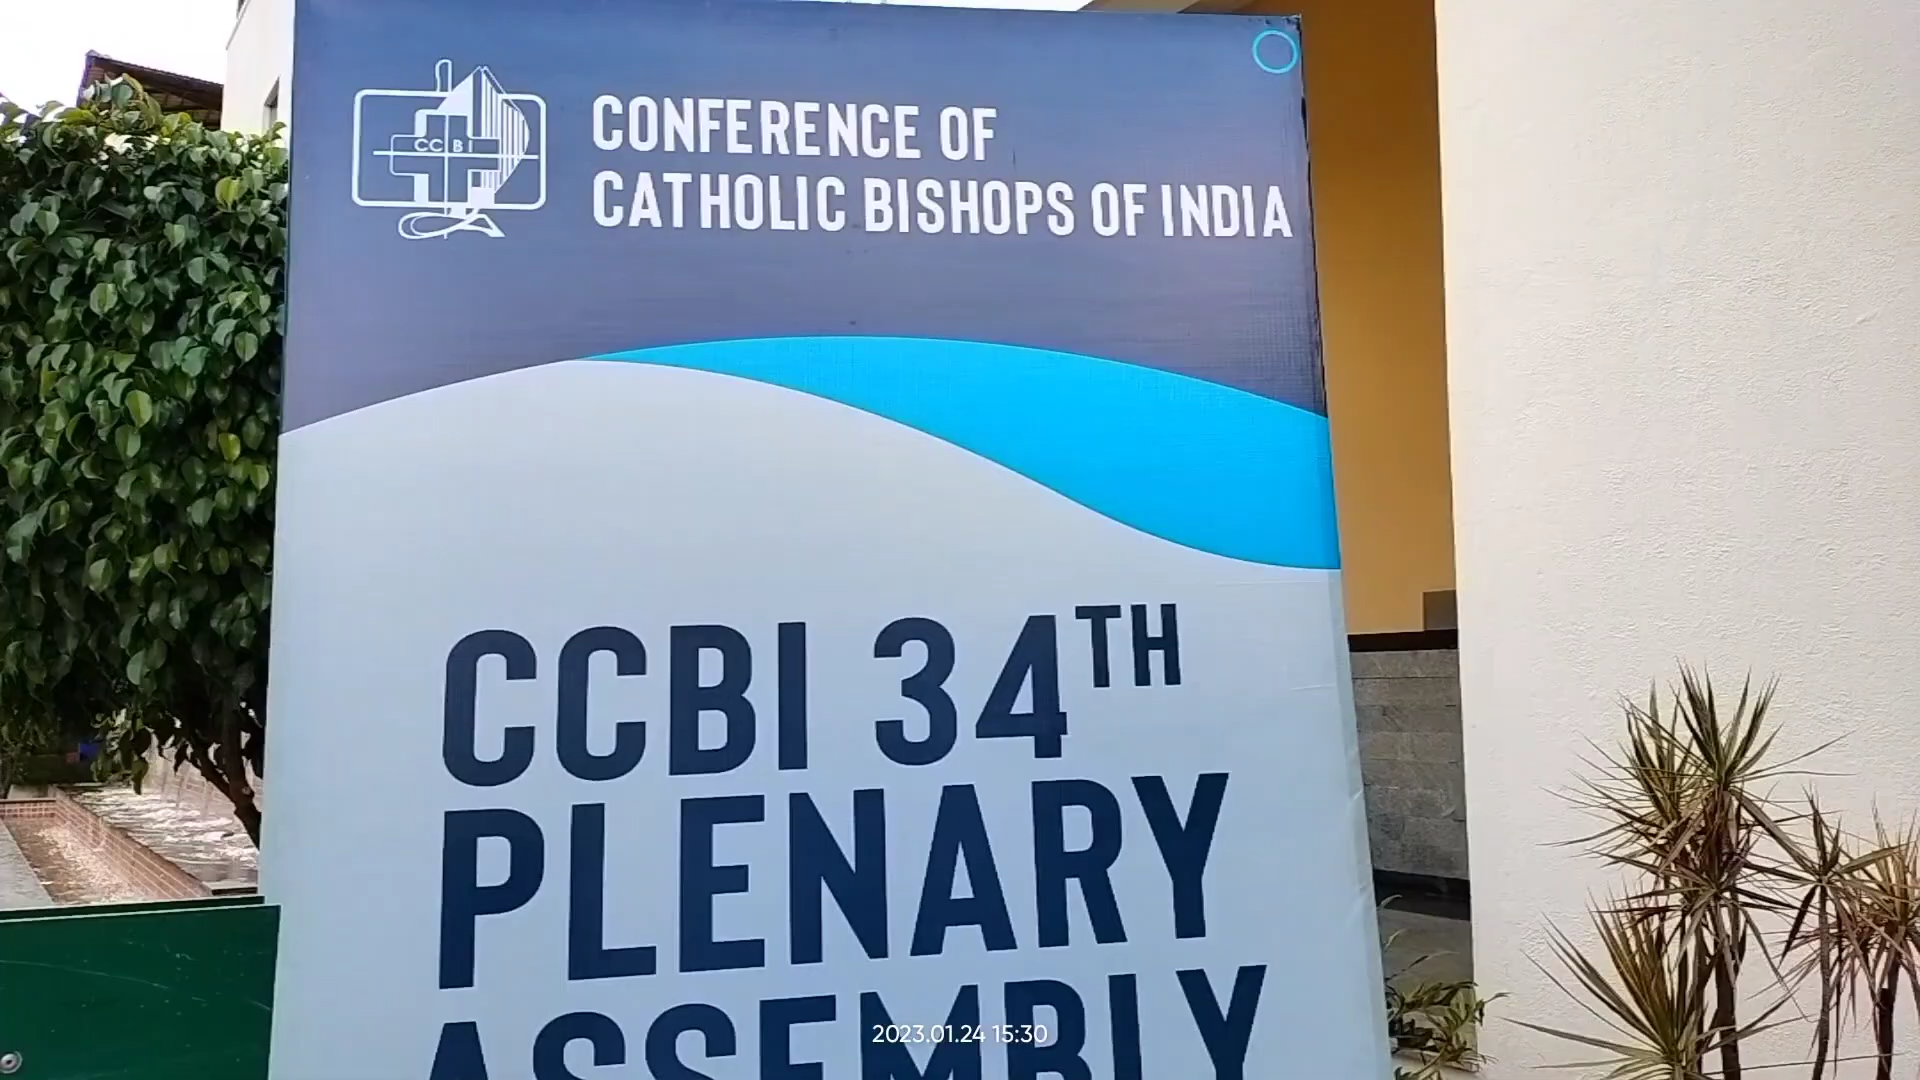 CCBI
CONFERENCE OF
CATHOLIC BISHOPS OF INDIA
CCBI 34TH
PLENARY
ASSEMBLY
2023.01.24 15:30